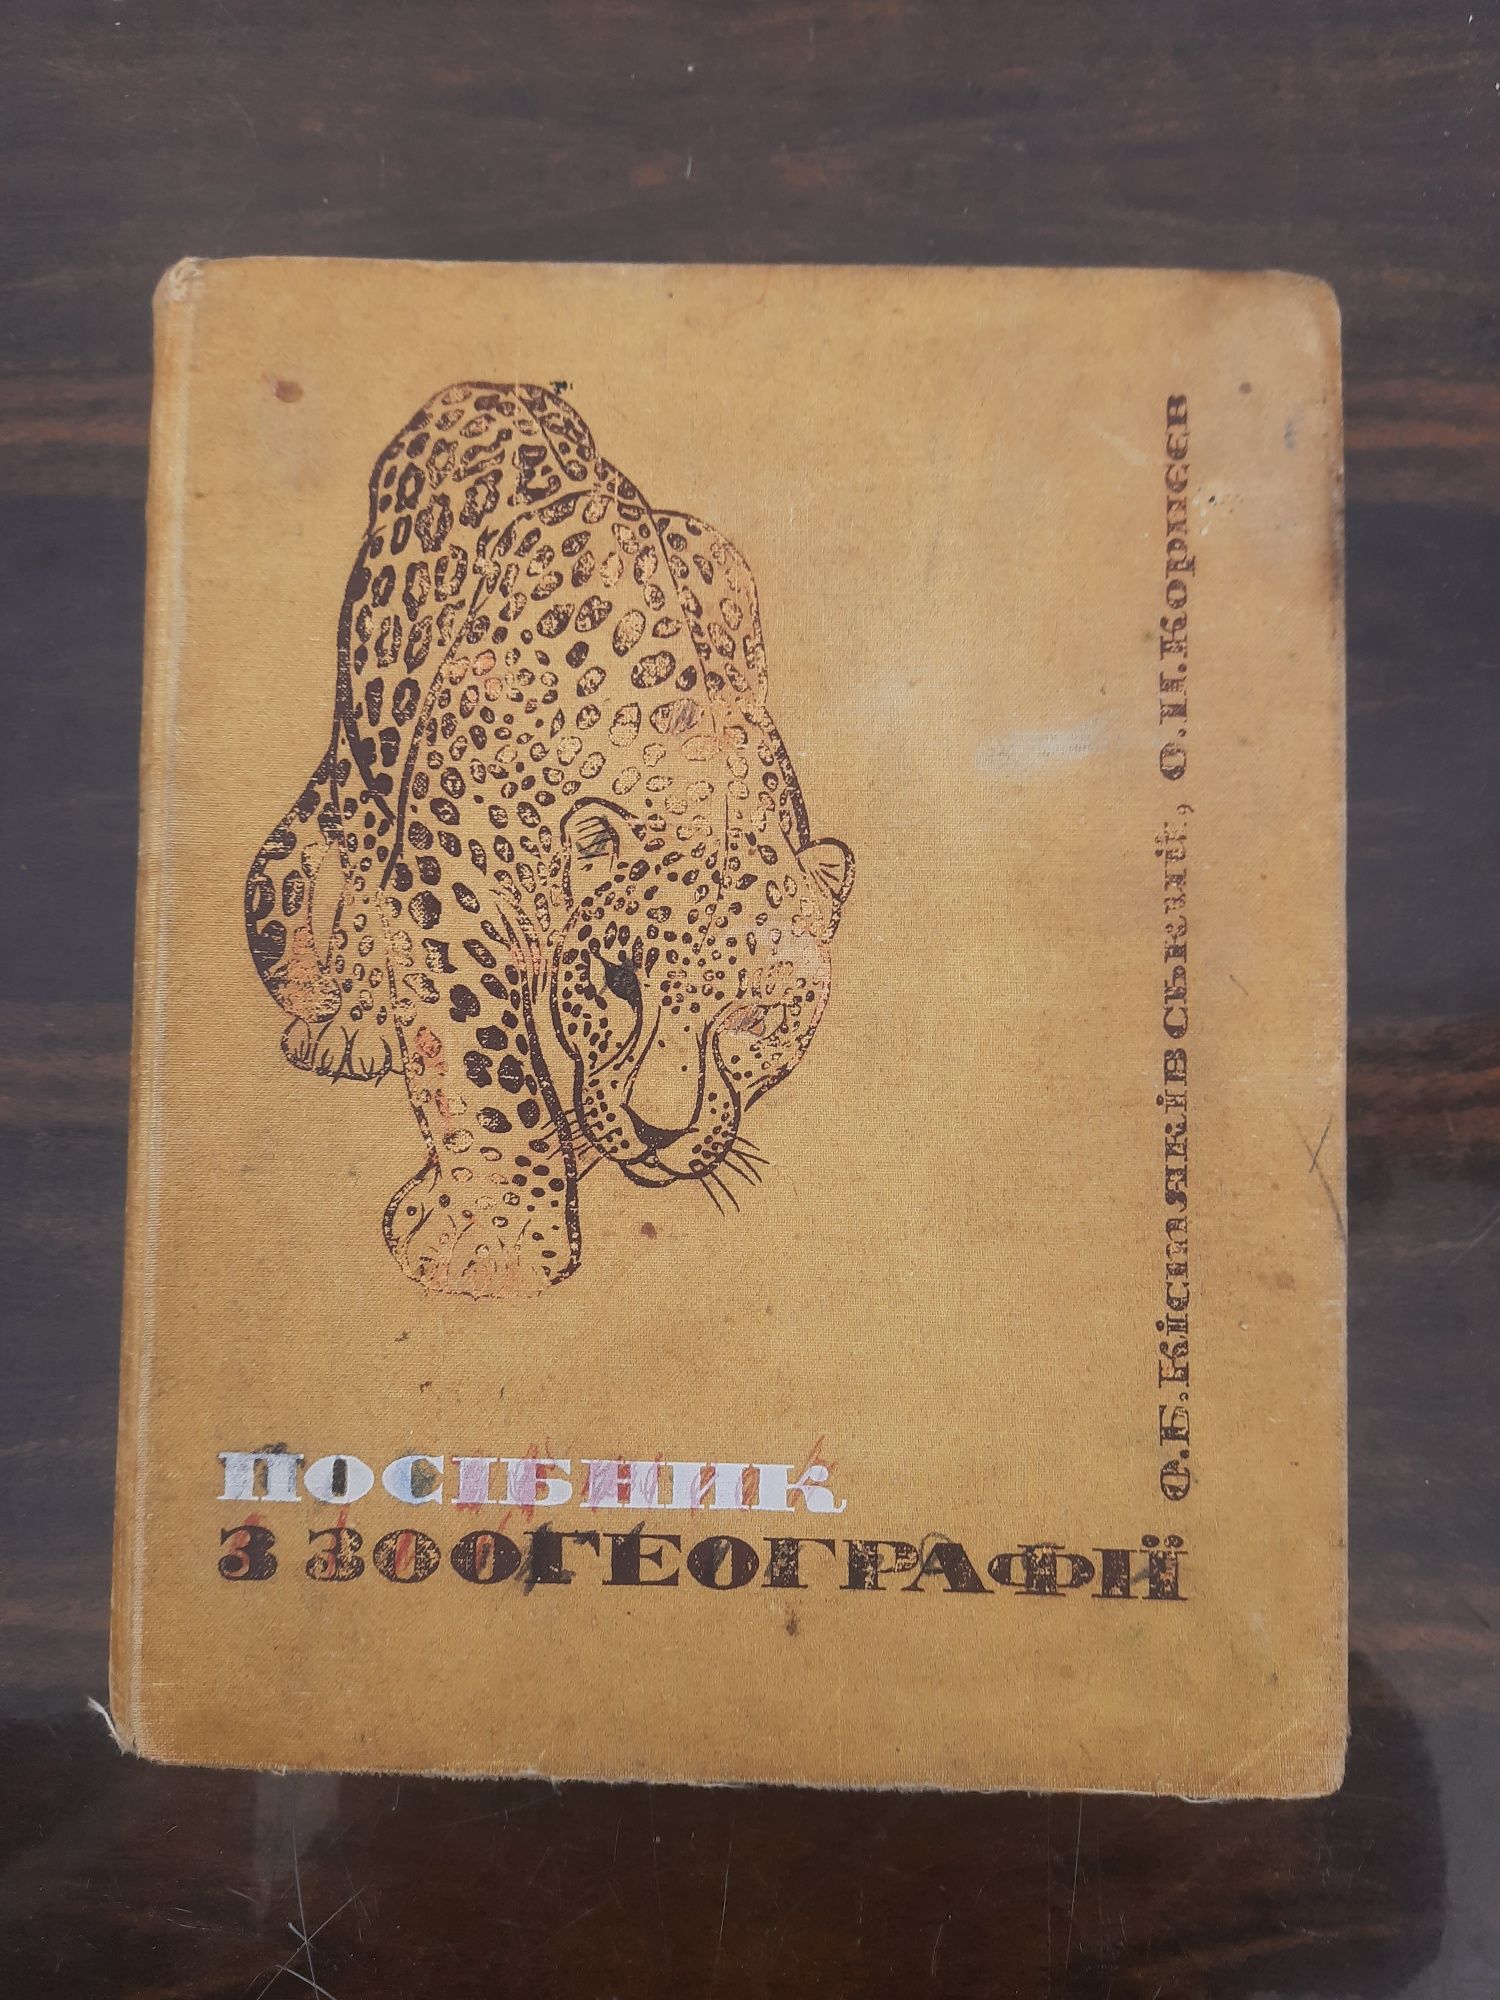 О.Б.Кістяківський, О.П.Корнєєв
ПОСІБНИК
З ЗООГЕОГРАФІЇ